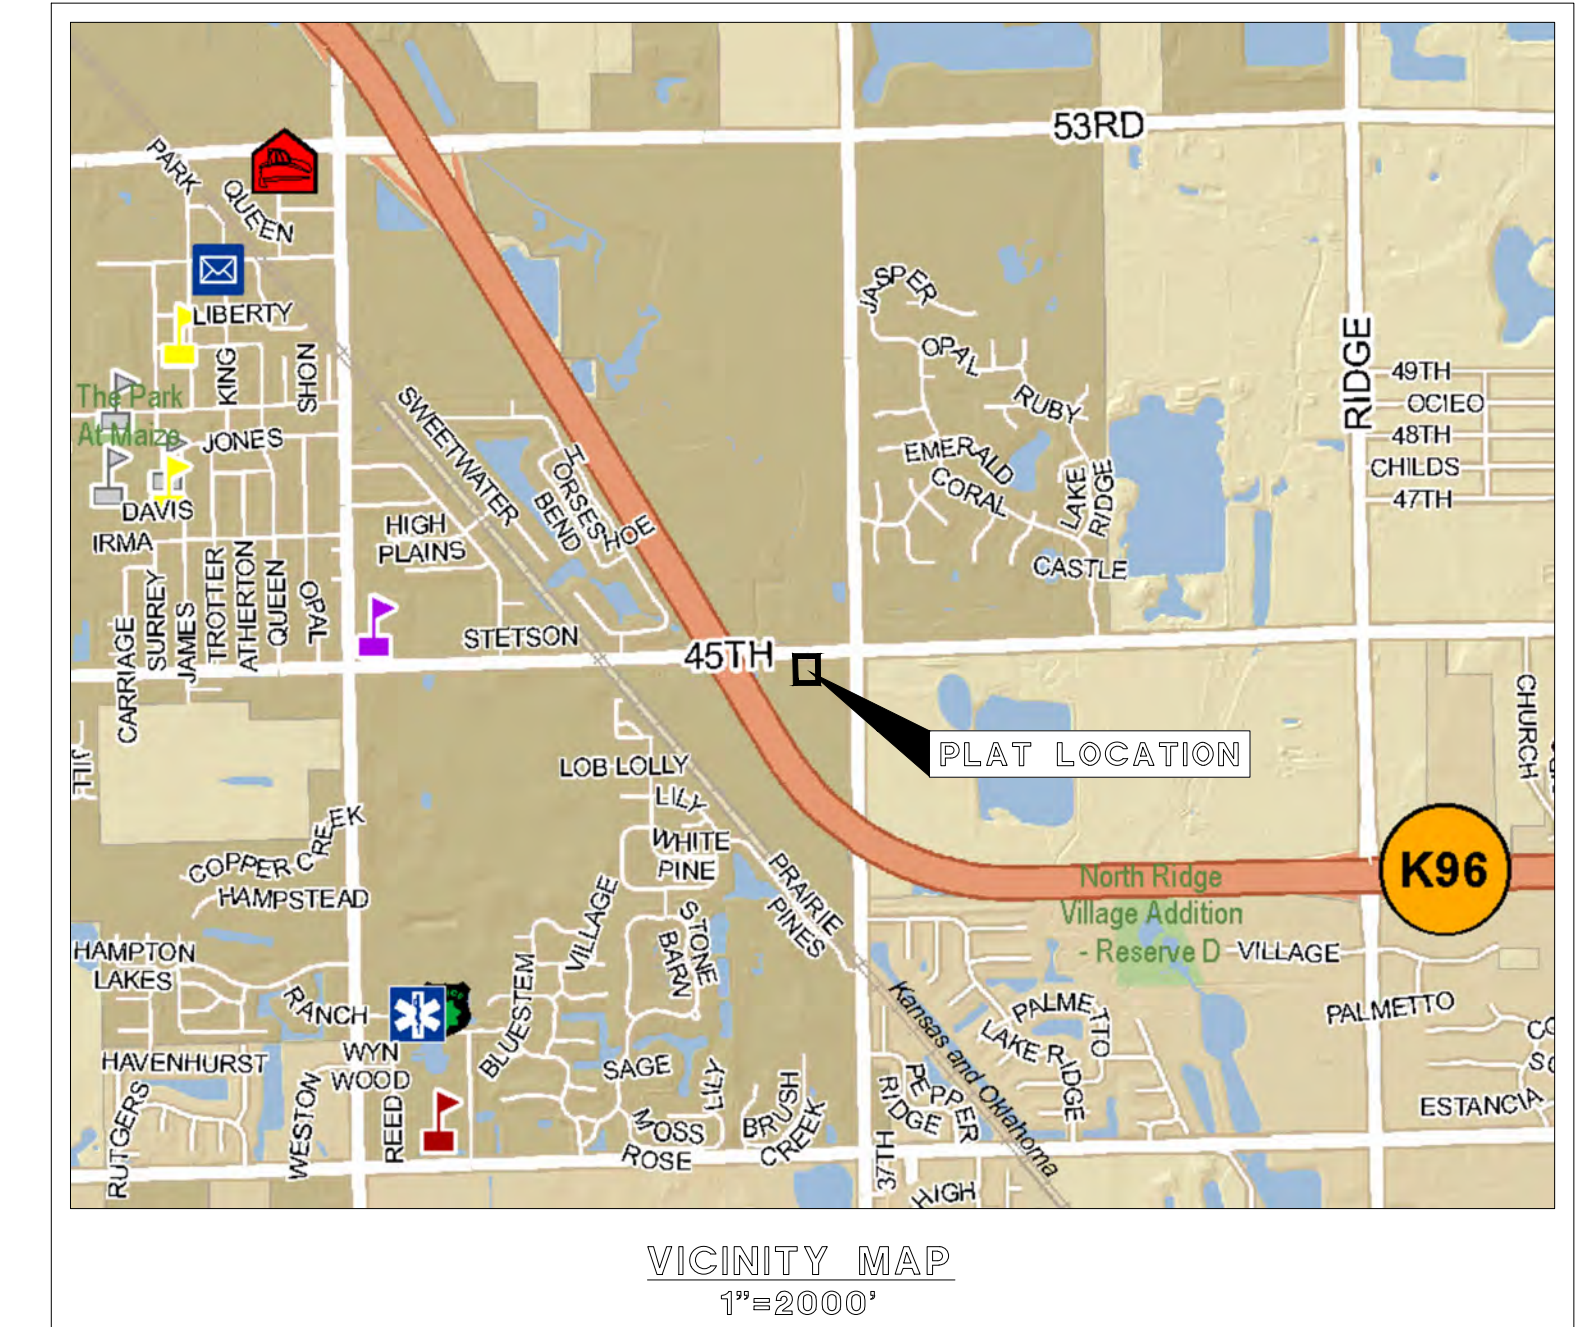 53RD
PARK
QUEEN
LIBERTY
KING
SHON
The Park
At Maize
JONES
DAVIS
IRMA
CARRIAGE
SURREY
JAMES
TROTTER
ATHERTON
QUEEN
OPAL
SWEETWATER
HORSESHOE
BEND
HIGH
PLAINS
STETSON
45TH
JASPER
OPAL
RUBY
EMERALD
CORAL
LAKE
RIDGE
CASTLE
RIDGE
49TH
OCIEO
48TH
CHILDS
47TH
PLAT LOCATION
CHURCH
LOB LOLLY
LILY
WHITE
PINE
PRAIRIE
PINES
COPPER CREEK
HAMPSTEAD
HAMPTON
LAKES
RANCH
HAVENHURST
RUTGERS
WESTON
WYN
WOOD
REED
BLUESTEM
VILLAGE
STONE
BARN
SAGE
LILY
MOSS
ROSE
BRUSH
CREEK
K96
North Ridge
Village Addition
- Reserve D
VILLAGE
PALMETTO
Kansas and Oklahoma
PALMETTO
LAKE RIDGE
PEPPER
RIDGE
37TH
HIGH
ESTANCIA
VICINITY MAP
1"=2000'